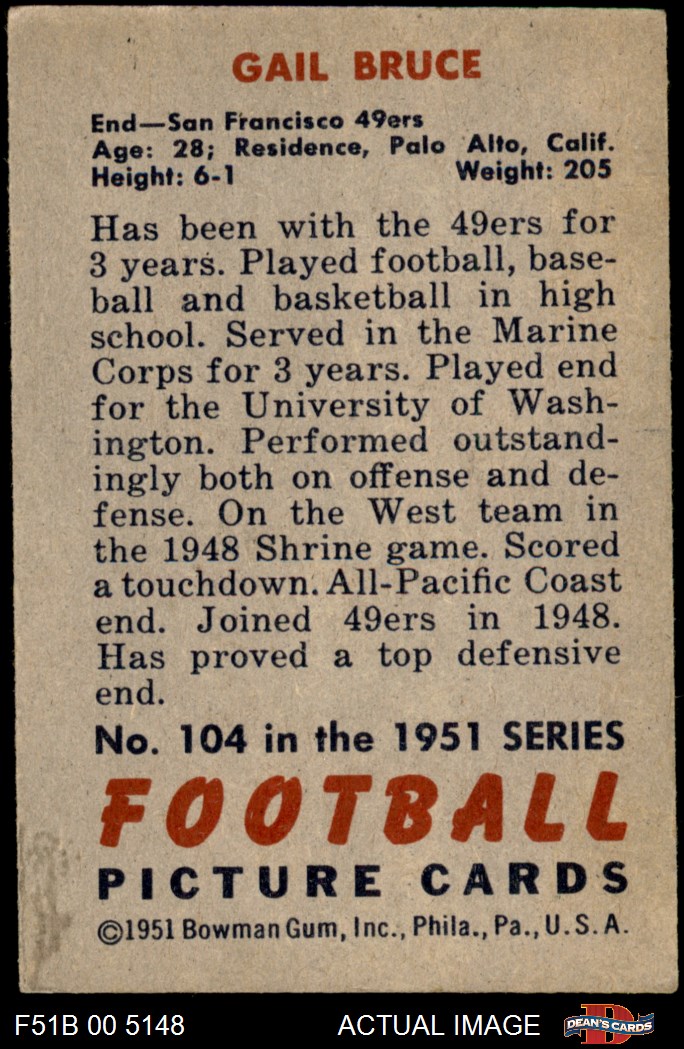 GAIL BRUCE
End—San Francisco 49ers
Age: 28; Residence, Palo Alto, Calif.
Height: 6-1 Weight: 205
Has been with the 49ers for
3 years. Played football, base-
ball and basketball in high
school. Served in the Marine
Corps for 3 years. Played end
for the University of Wash-
ington. Performed outstand-
ingly both on offense and de-
fense. On the West team in
the 1948 Shrine game. Scored
a touchdown. All-Pacific Coast
end. Joined 49ers in 1948.
Has proved a top defensive
end.
No. 104 in the 1951 SERIES
FOOTBALL
PICTURE CARDS
©1951 Bowman Gum, Inc., Phila., Pa., U.S.A.
F51B 00 5148 ACTUAL IMAGE D DEAN'S CARDS